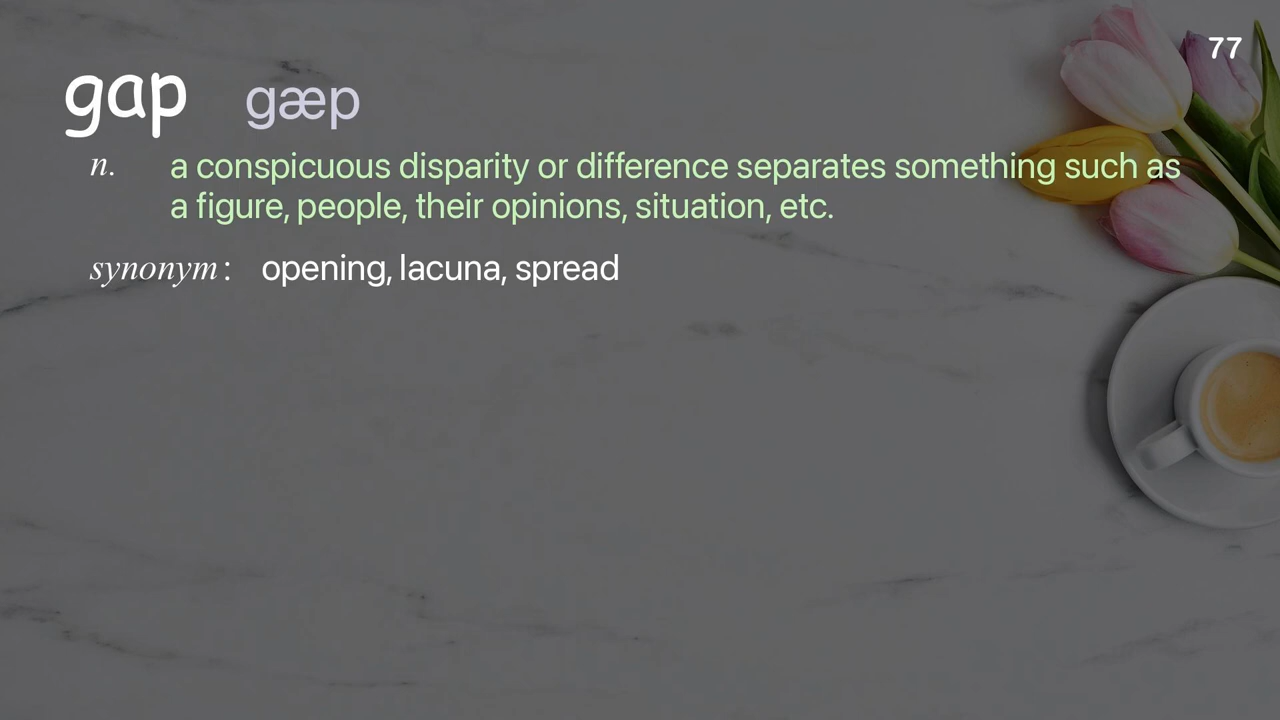 77
gap gæp
n. a conspicuous disparity or difference separates something such as
a figure, people, their opinions, situation, etc.
synonym: opening, lacuna, spread